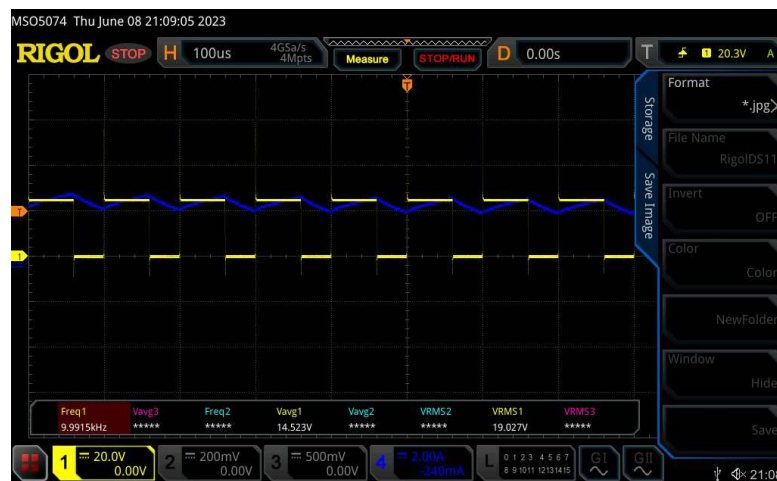 MSO5074 Thu June 08 21:09:05 2023
RIGOL STOP H 100us 4GSa/s 4Mpts Measure STOP/RUN D 0.00s T 1 20.3V A
T
Format
*.jpg
Storage
File Name
RigolDS11
Save Image
Invert
OFF
T
Color
Color
1
NewFolder
Window
Hide
Freq1 Vavg3 Freq2 Vavg1 Vavg2 VRMS2 VRMS1 VRMS3
9.9915kHz ***** ***** 14.523V ***** ***** 19.027V *****
Save
1 20.0V 0.00V 2 200mV 0.00V 3 500mV 0.00V 4 2.00A -240mA L 0 1 2 3 4 5 6 7 8 9 10 11 12 13 14 15 GI GII
21:08